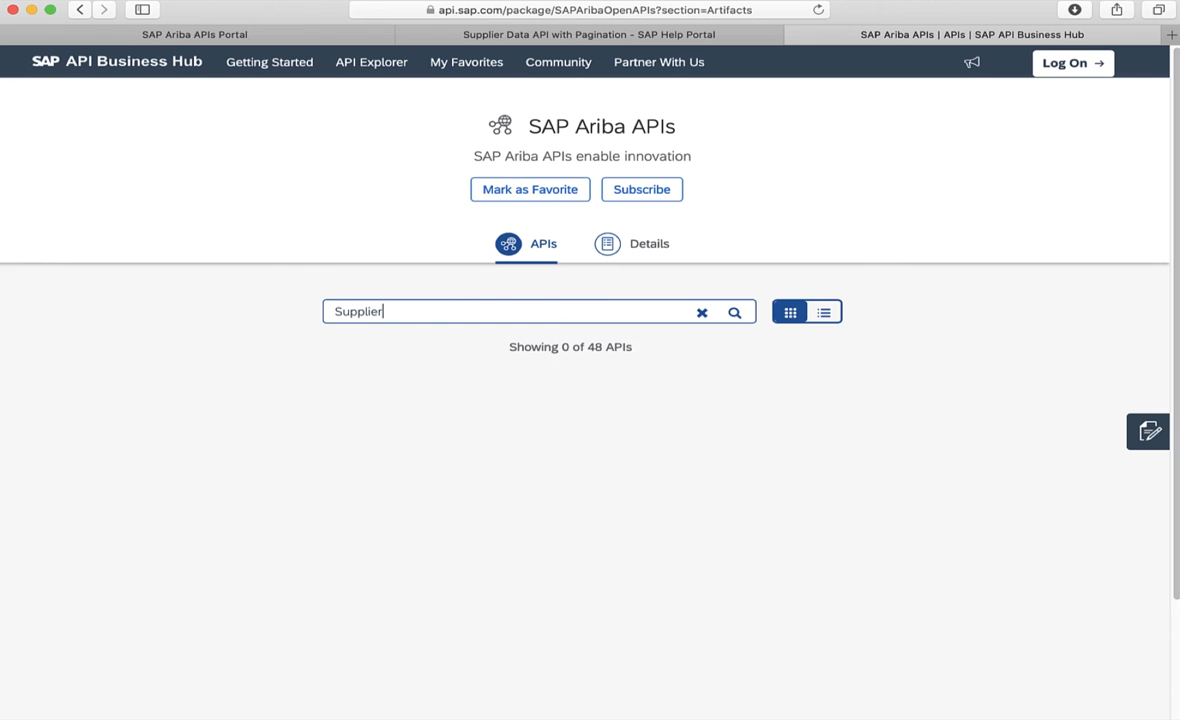 api.sap.com/package/SAPAribaOpenAPIs?section=Artifacts
SAP Ariba APIs Portal
Supplier Data API with Pagination - SAP Help Portal
SAP Ariba APIs | APIs | SAP API Business Hub
SAP API Business Hub
Getting Started
API Explorer
My Favorites
Community
Partner With Us
Log On →
SAP Ariba APIs
SAP Ariba APIs enable innovation
Mark as Favorite
Subscribe
APIs
Details
Supplier
Showing 0 of 48 APIs